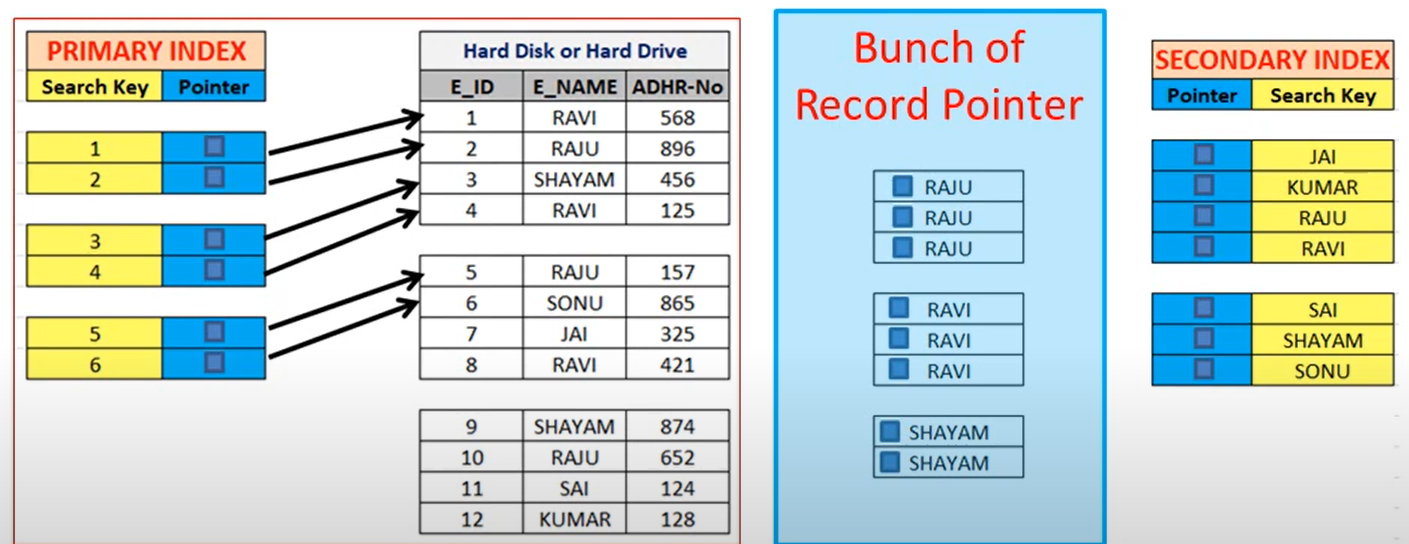 PRIMARY INDEX
Search Key Pointer
1
2
3
4
5
6
Hard Disk or Hard Drive
E_ID E_NAME ADHR-No
1 RAVI 568
2 RAJU 896
3 SHAYAM 456
4 RAVI 125
5 RAJU 157
6 SONU 865
7 JAI 325
8 RAVI 421
9 SHAYAM 874
10 RAJU 652
11 SAI 124
12 KUMAR 128
Bunch of
Record Pointer
RAJU
RAJU
RAJU
RAVI
RAVI
RAVI
SHAYAM
SHAYAM
SECONDARY INDEX
Pointer Search Key
JAI
KUMAR
RAJU
RAVI
SAI
SHAYAM
SONU